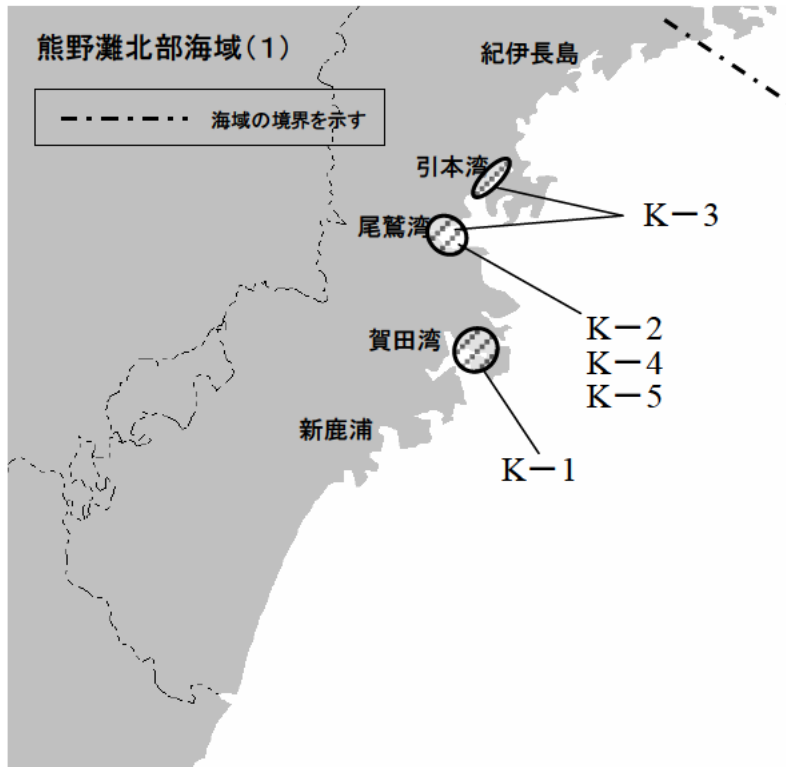 熊野灘北部海域(1)
海域の境界を示す
紀伊長島
引本湾
K-3
尾鷲湾
K-2
K-4
K-5
賀田湾
新鹿浦
K-1